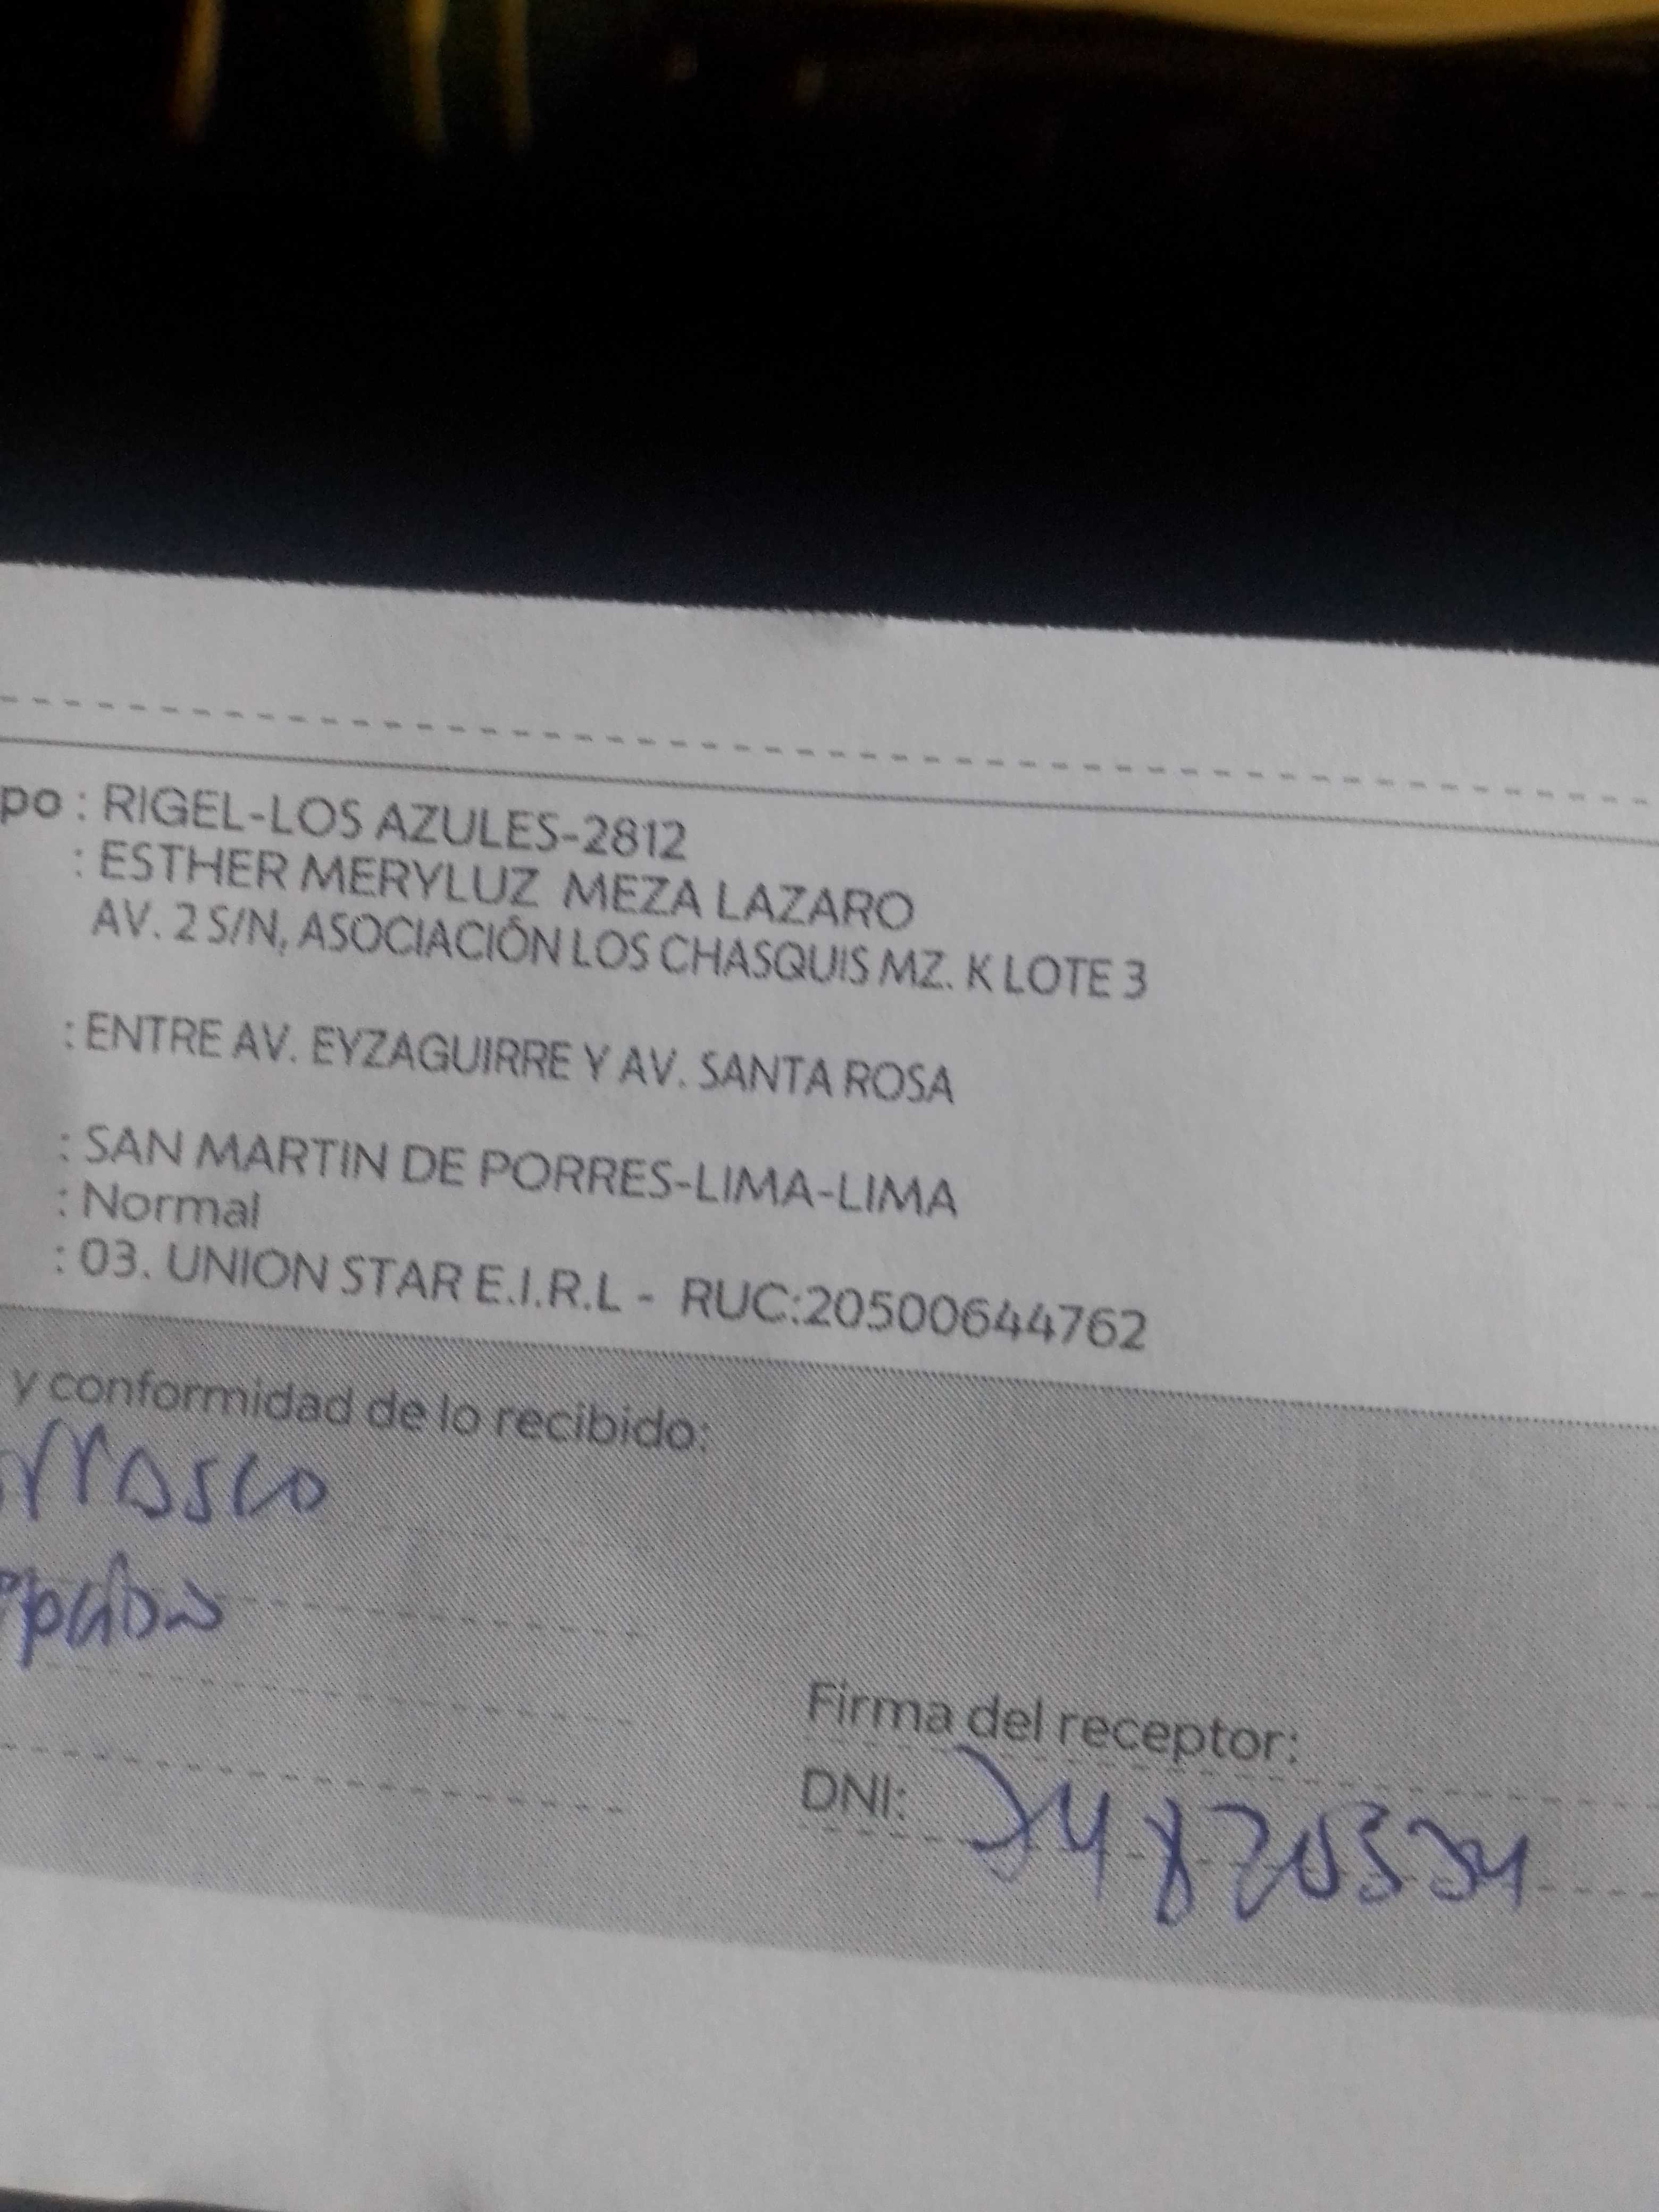 po : RIGEL-LOS AZULES-2812
: ESTHER MERYLUZ MEZA LAZARO
AV. 2 S/N, ASOCIACIÓN LOS CHASQUIS MZ. K LOTE 3
: ENTRE AV. EYZAGUIRRE Y AV. SANTA ROSA
: SAN MARTIN DE PORRES-LIMA-LIMA
: Normal
: 03. UNION STAR E.I.R.L - RUC:20500644762
y conformidad de lo recibido:
rrasco
Firma del receptor:
DNI: